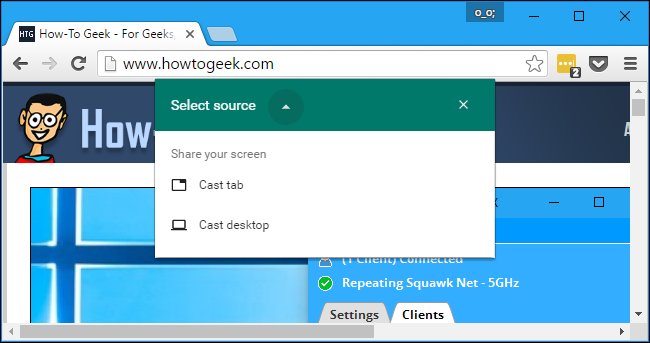 o_o;
HTG How-To Geek - For Geeks,
www.howtogeek.com
2
How-
A
Select source
Share your screen
Cast tab
Cast desktop
(1 Client) Connected
Repeating Squawk Net - 5GHz
Settings Clients